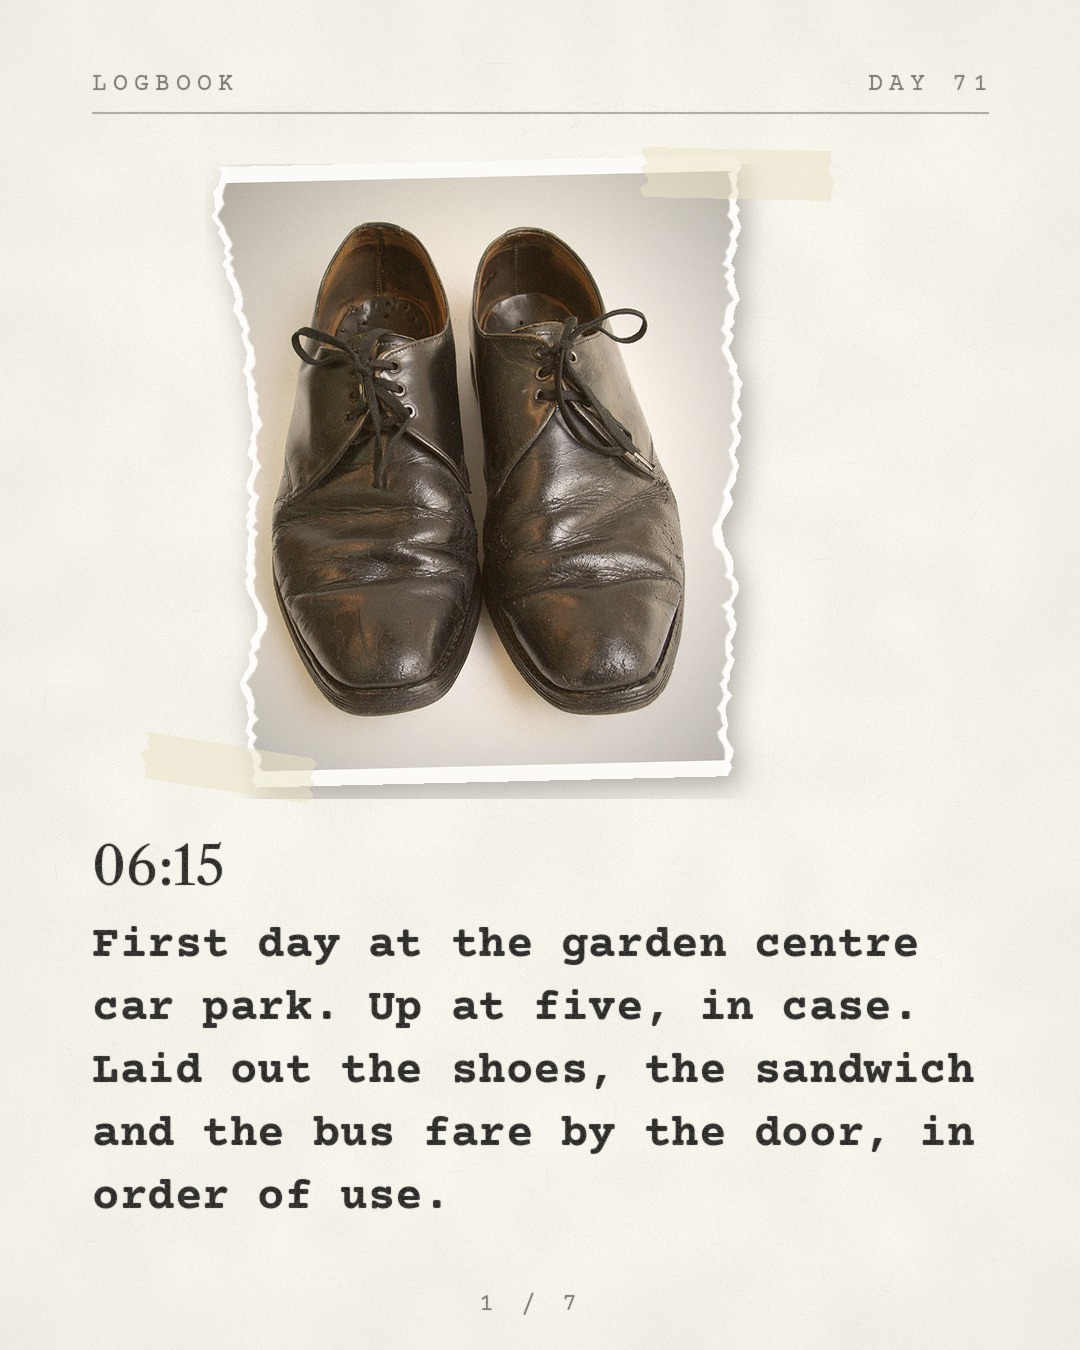 LOGBOOK DAY 71
06:15
First day at the garden centre
car park. Up at five, in case.
Laid out the shoes, the sandwich
and the bus fare by the door, in
order of use.
1 / 7